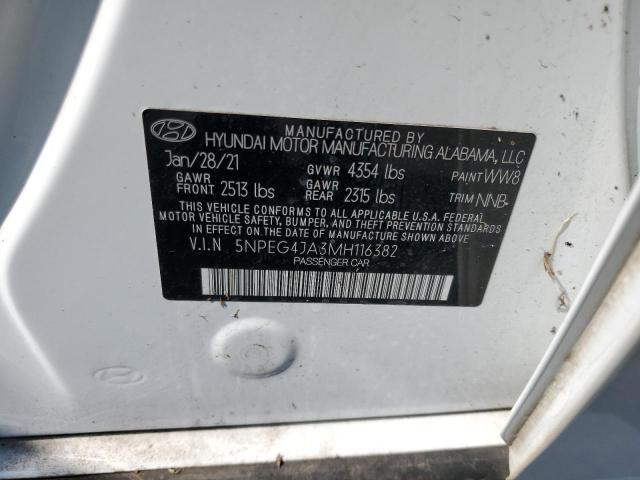 MANUFACTURED BY
HYUNDAI MOTOR MANUFACTURING ALABAMA, LLC
Jan/28/21 GVWR 4354 lbs PAINT WW8
GAWR FRONT 2513 lbs GAWR REAR 2315 lbs TRIM NNB
THIS VEHICLE CONFORMS TO ALL APPLICABLE U.S.A. FEDERAL
MOTOR VEHICLE SAFETY, BUMPER, AND THEFT PREVENTION STANDARDS
IN EFFECT ON THE DATE OF MANUFACTURE SHOWN ABOVE.
V.I.N 5NPEG4JA3MH116382
PASSENGER CAR